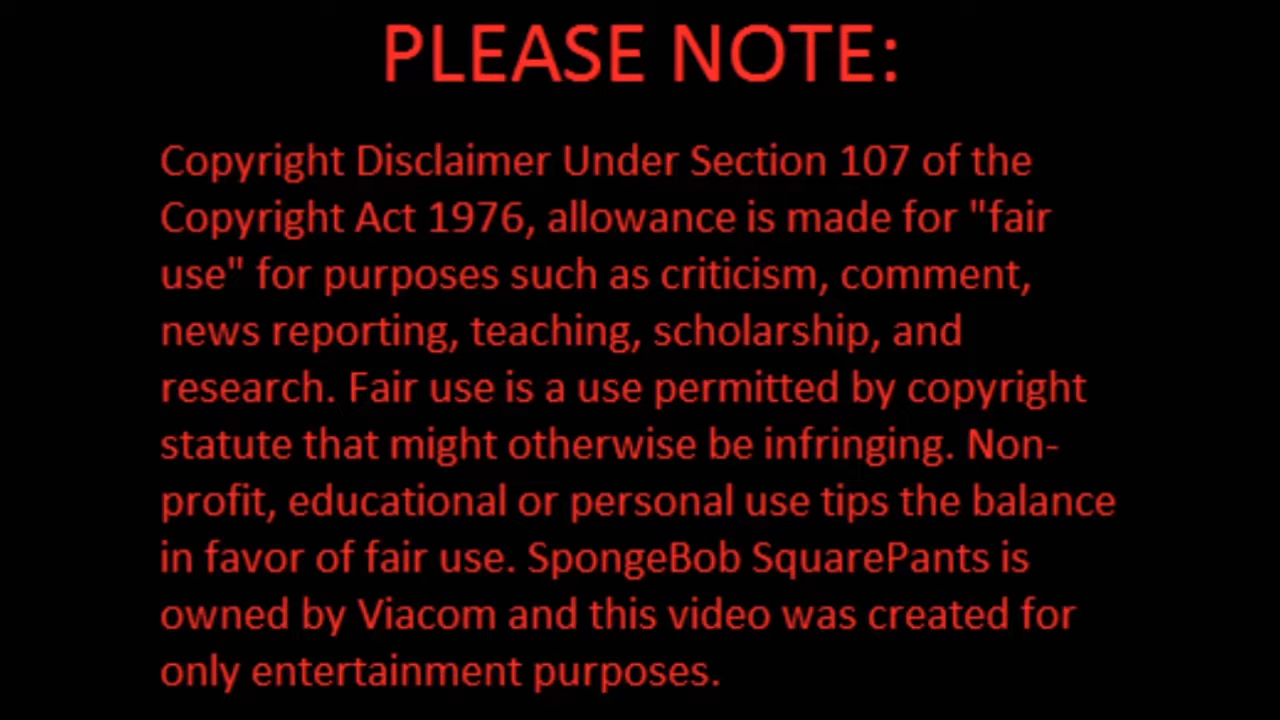 PLEASE NOTE:
Copyright Disclaimer Under Section 107 of the
Copyright Act 1976, allowance is made for "fair
use" for purposes such as criticism, comment,
news reporting, teaching, scholarship, and
research. Fair use is a use permitted by copyright
statute that might otherwise be infringing. Non-
profit, educational or personal use tips the balance
in favor of fair use. SpongeBob SquarePants is
owned by Viacom and this video was created for
only entertainment purposes.